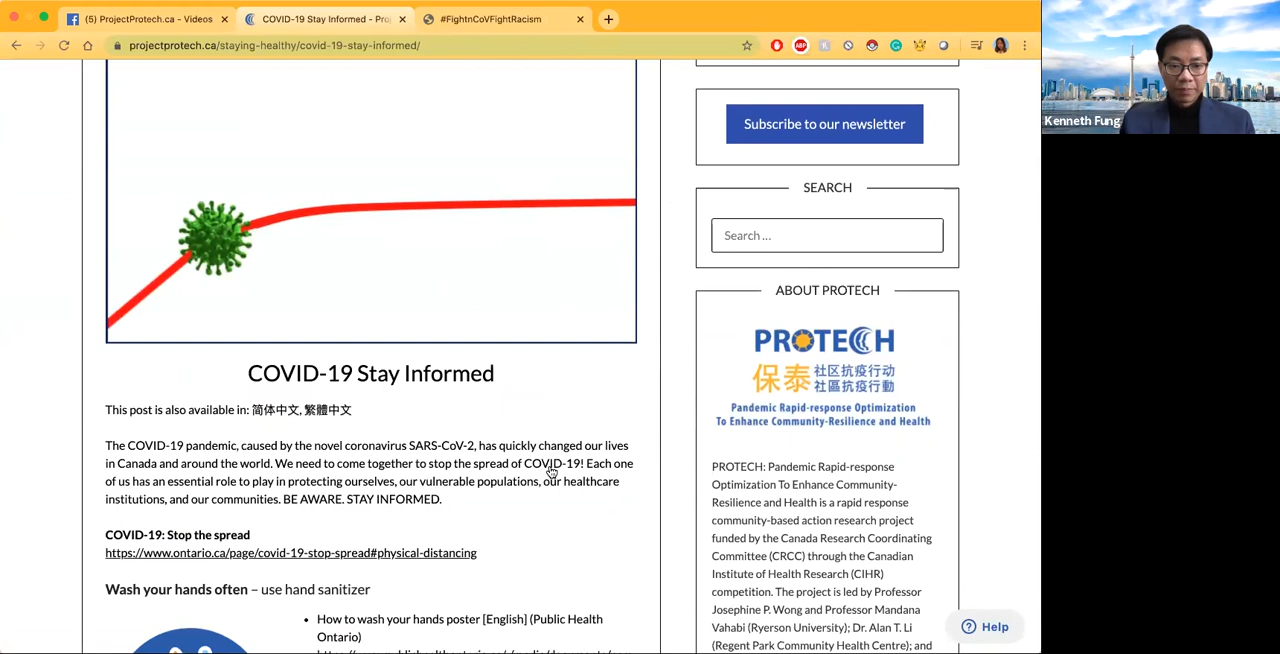 (5) ProjectProtech.ca - Videos
COVID-19 Stay Informed - Pro
#FightnCoVFightRacism
projectprotech.ca/staying-healthy/covid-19-stay-informed/
ABP
Kenneth Fung
COVID-19 Stay Informed
This post is also available in: 简体中文, 繁體中文
The COVID-19 pandemic, caused by the novel coronavirus SARS-CoV-2, has quickly changed our lives
in Canada and around the world. We need to come together to stop the spread of COVID-19! Each one
of us has an essential role to play in protecting ourselves, our vulnerable populations, our healthcare
institutions, and our communities. BE AWARE. STAY INFORMED.
COVID-19: Stop the spread
https://www.ontario.ca/page/covid-19-stop-spread#physical-distancing
Wash your hands often – use hand sanitizer
• How to wash your hands poster [English] (Public Health
Ontario)
Subscribe to our newsletter
SEARCH
Search ...
ABOUT PROTECH
PROTECH
保泰 社区抗疫行动
社區抗疫行動
Pandemic Rapid-response Optimization
To Enhance Community-Resilience and Health
PROTECH: Pandemic Rapid-response
Optimization To Enhance Community-
Resilience and Health is a rapid response
community-based action research project
funded by the Canada Research Coordinating
Committee (CRCC) through the Canadian
Institute of Health Research (CIHR)
competition. The project is led by Professor
Josephine P. Wong and Professor Mandana
Vahabi (Ryerson University); Dr. Alan T. Li
(Regent Park Community Health Centre); and
Help